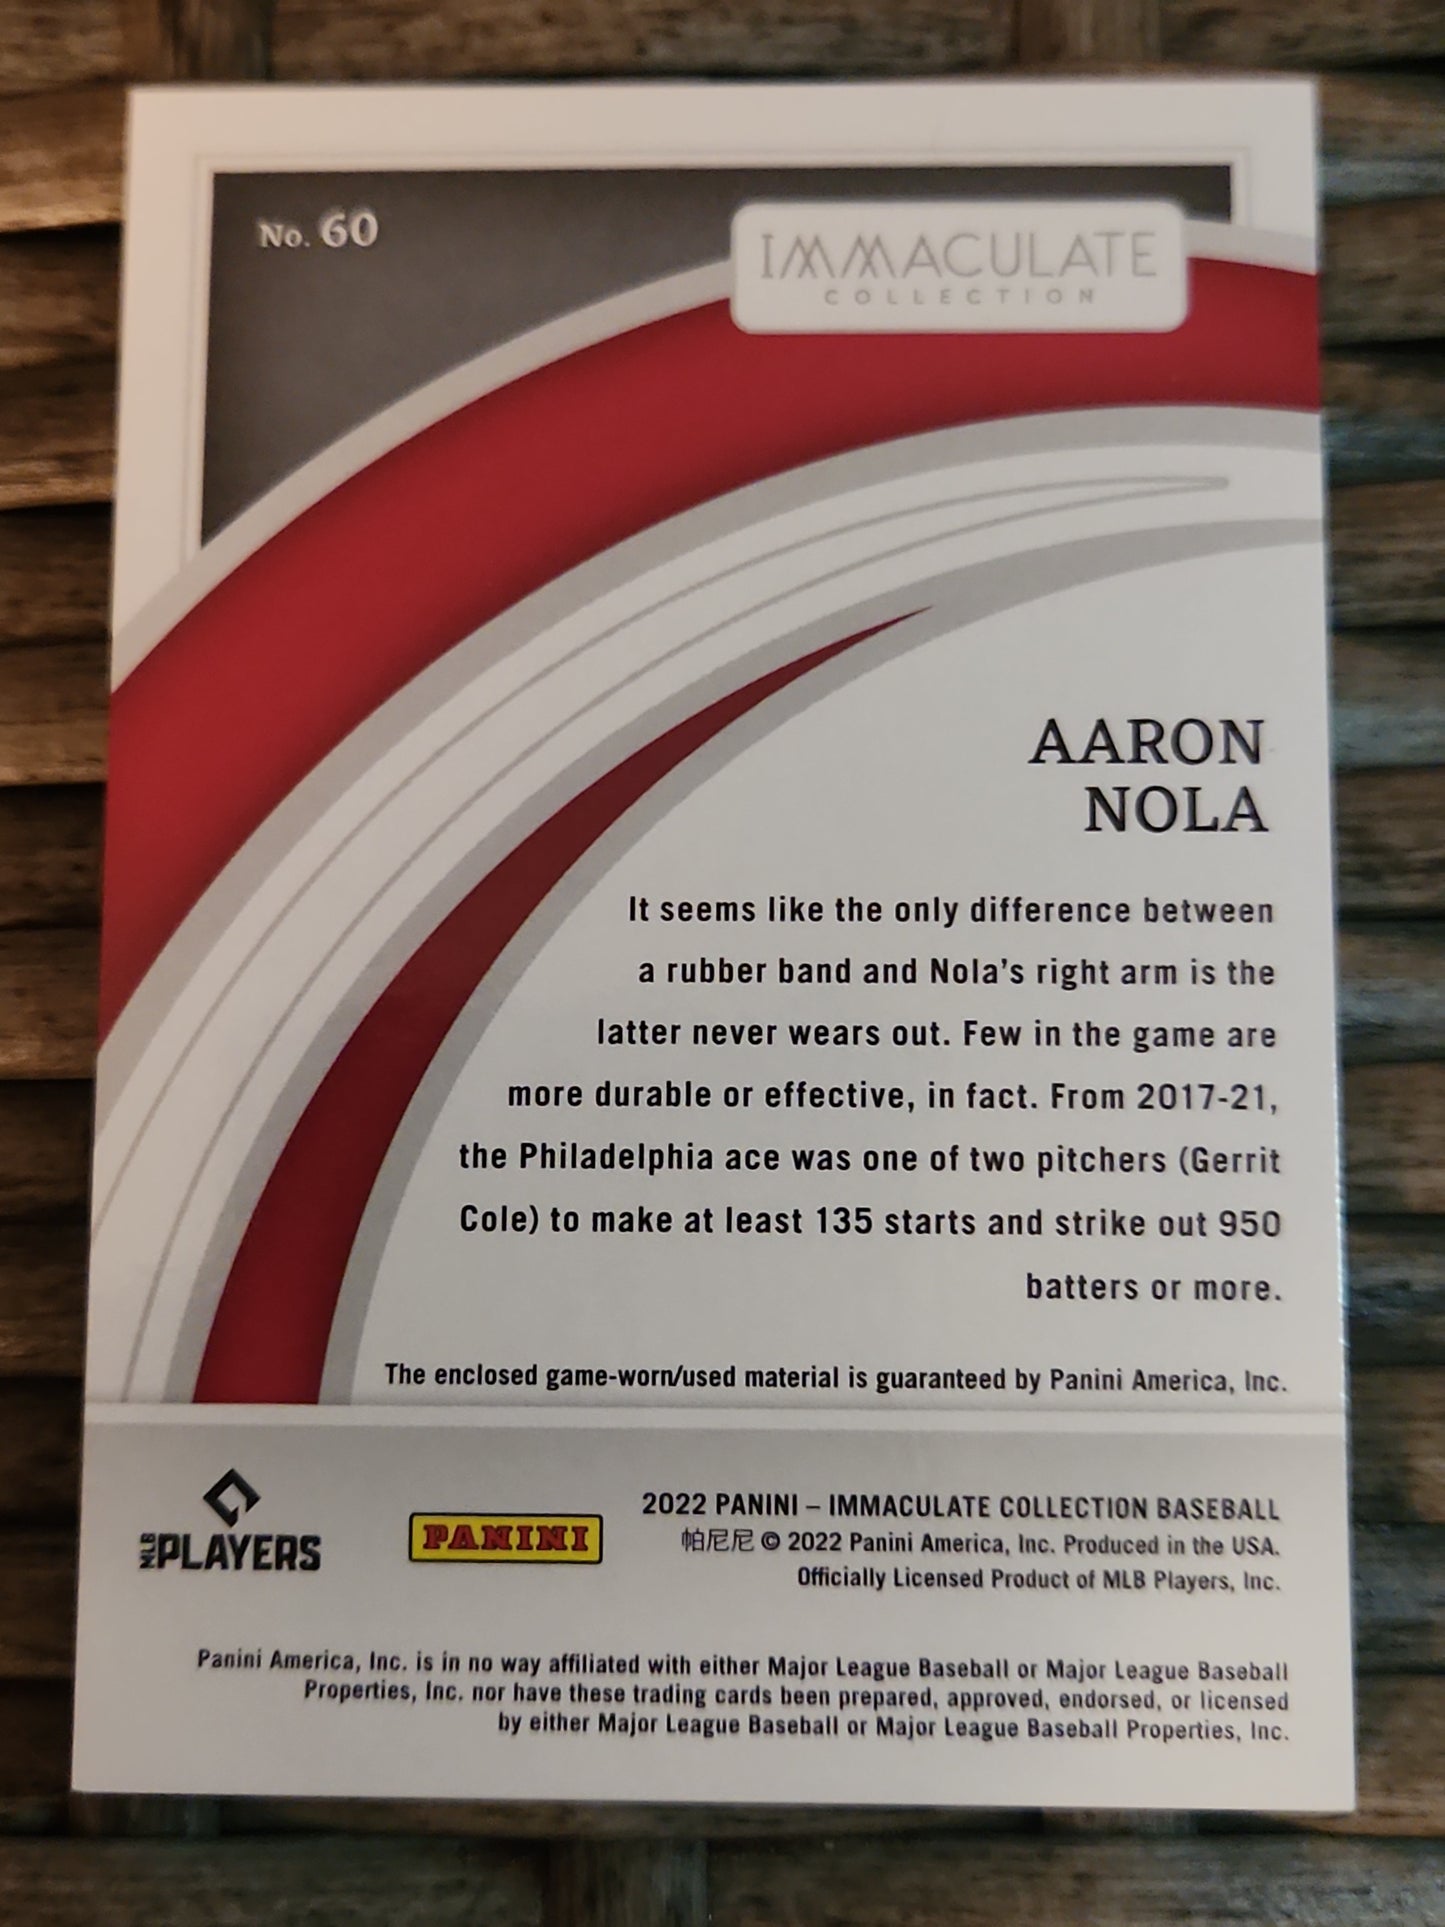 No. 60
IMMACULATE
COLLECTION
AARON
NOLA
It seems like the only difference between
a rubber band and Nola's right arm is the
latter never wears out. Few in the game are
more durable or effective, in fact. From 2017-21,
the Philadelphia ace was one of two pitchers (Gerrit
Cole) to make at least 135 starts and strike out 950
batters or more.
The enclosed game-worn/used material is guaranteed by Panini America, Inc.
MLB PLAYERS
PANINI
2022 PANINI – IMMACULATE COLLECTION BASEBALL
帕尼尼 © 2022 Panini America, Inc. Produced in the USA.
Officially Licensed Product of MLB Players, Inc.
Panini America, Inc. is in no way affiliated with either Major League Baseball or Major League Baseball
Properties, Inc. nor have these trading cards been prepared, approved, endorsed, or licensed
by either Major League Baseball or Major League Baseball Properties, Inc.